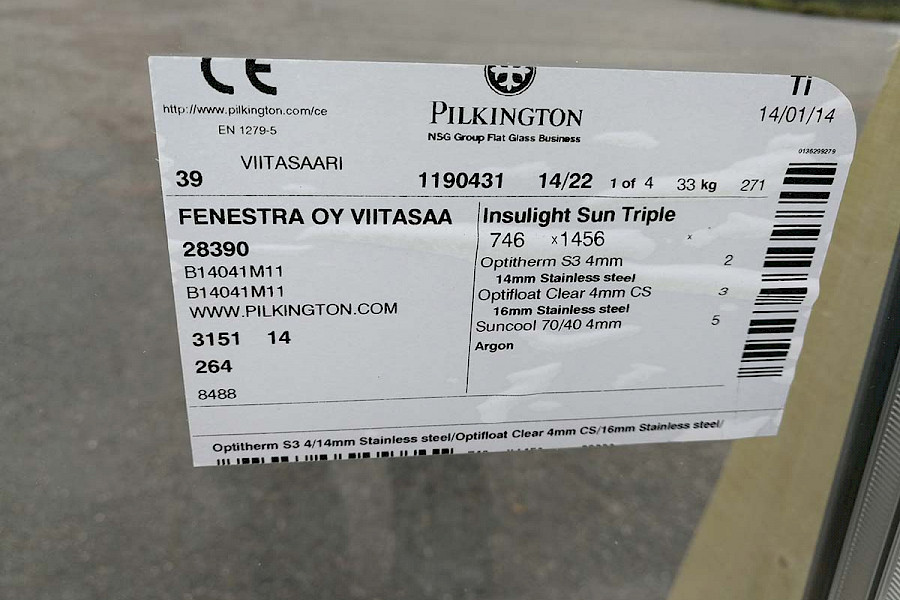 CE
Ti
http://www.pilkington.com/ce
PILKINGTON
14/01/14
EN 1279-5
NSG Group Flat Glass Business
0136299279
VIITASAARI
39 1190431 14/22 1 of 4 33 kg 271
FENESTRA OY VIITASAA
28390
B14041M11
B14041M11
WWW.PILKINGTON.COM
3151 14
264
8488
Insulight Sun Triple
746 x1456 x
Optitherm S3 4mm 2
14mm Stainless steel
Optifloat Clear 4mm CS 3
16mm Stainless steel
Suncool 70/40 4mm 5
Argon
Optitherm S3 4/14mm Stainless steel/Optifloat Clear 4mm CS/16mm Stainless steel/